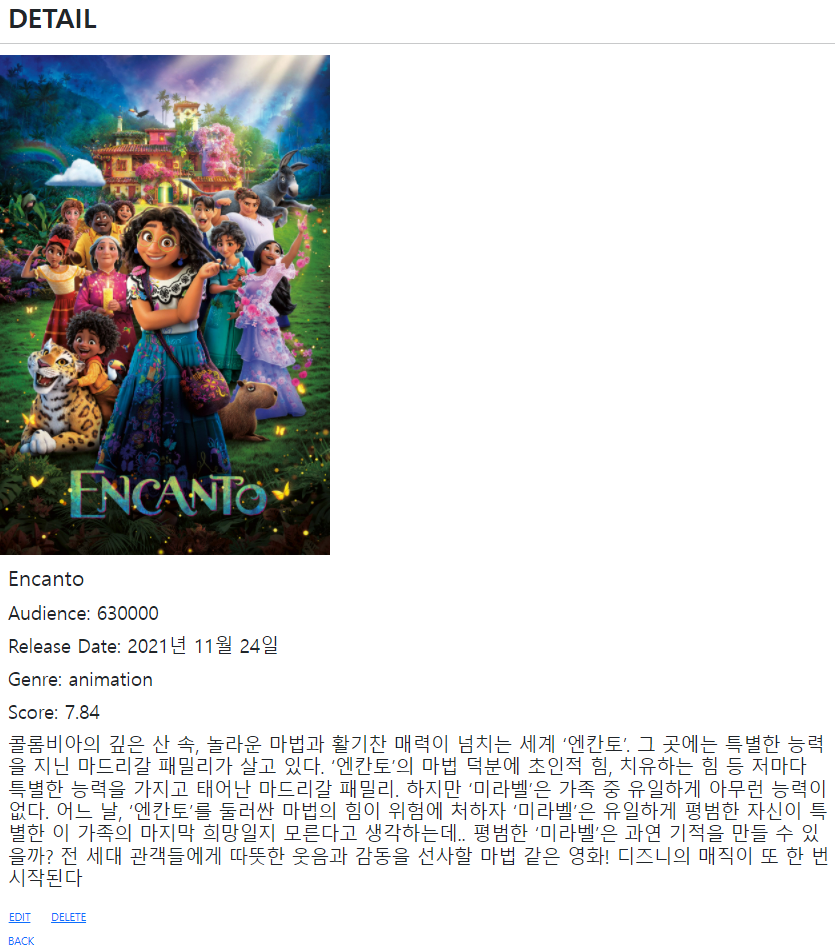 DETAIL
ENCANTO
Encanto
Audience: 630000
Release Date: 2021년 11월 24일
Genre: animation
Score: 7.84
콜롬비아의 깊은 산 속, 놀라운 마법과 활기찬 매력이 넘치는 세계 ‘엔칸토’. 그 곳에는 특별한 능력
을 지닌 마드리갈 패밀리가 살고 있다. ‘엔칸토’의 마법 덕분에 초인적 힘, 치유하는 힘 등 저마다
특별한 능력을 가지고 태어난 마드리갈 패밀리. 하지만 ‘미라벨’은 가족 중 유일하게 아무런 능력이
없다. 어느 날, ‘엔칸토’를 둘러싼 마법의 힘이 위험에 처하자 ‘미라벨’은 유일하게 평범한 자신이 특
별한 이 가족의 마지막 희망일지 모른다고 생각하는데.. 평범한 ‘미라벨’은 과연 기적을 만들 수 있
을까? 전 세대 관객들에게 따뜻한 웃음과 감동을 선사할 마법 같은 영화! 디즈니의 매직이 또 한 번
시작된다
EDIT DELETE
BACK